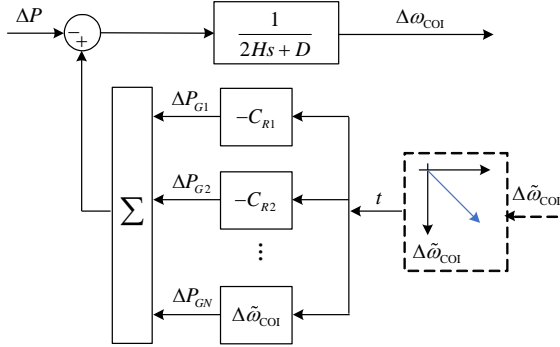 ΔP
1
2Hs + D
Δω_COI
−
+
ΔP_G1
−C_R1
ΔP_G2
−C_R2
⋮
ΔP_GN
Δω̃_COI
∑
t
Δω̃_COI
Δω̃_COI